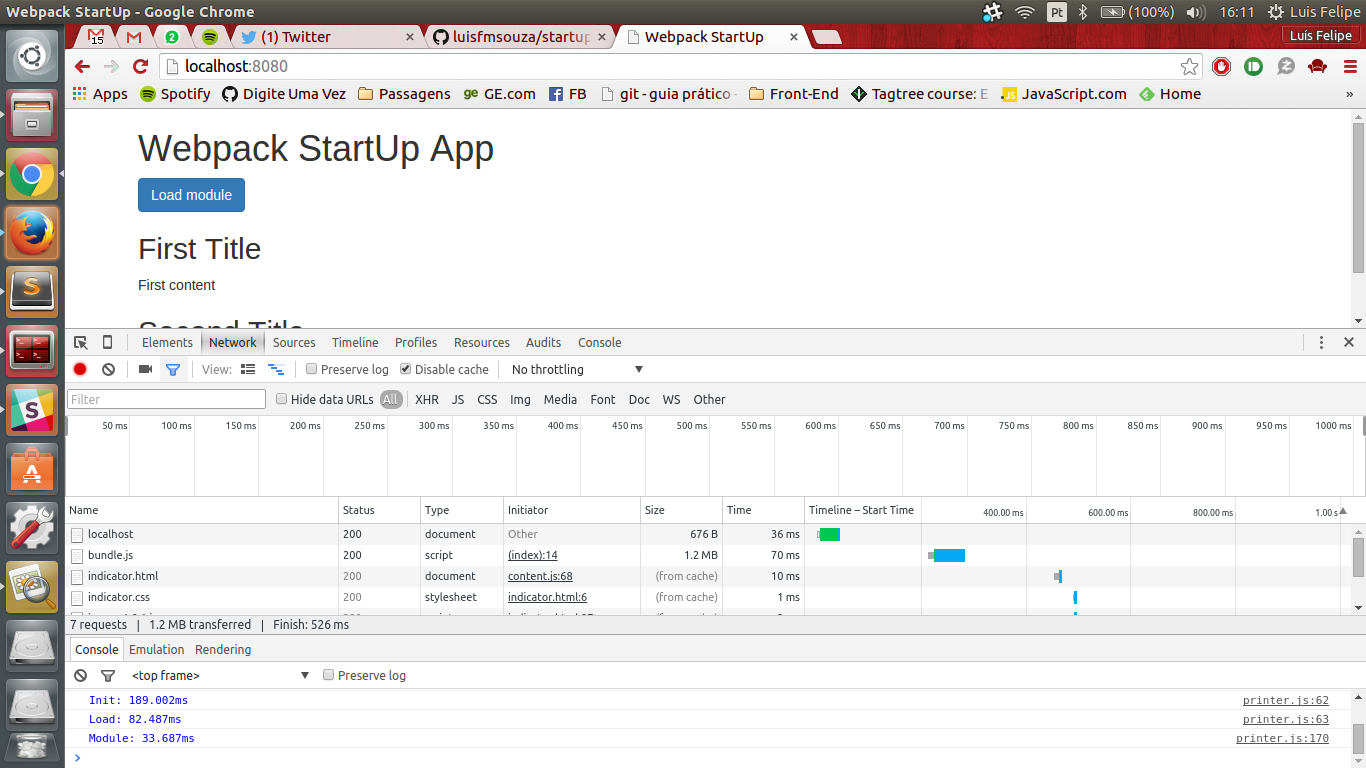 Webpack StartUp - Google Chrome Pt (100%) 16:11 Luis Felipe
15 2 (1) Twitter × luisfmsouza/startup × Webpack StartUp × Luís Felipe
localhost:8080
Apps Spotify Digite Uma Vez Passagens ge GE.com FB git - guia prático - Front-End Tagtree course: E JS JavaScript.com Home »
Webpack StartUp App
Load module
First Title
First content
Second Title
Elements Network Sources Timeline Profiles Resources Audits Console
View: Preserve log Disable cache No throttling
Filter Hide data URLs All XHR JS CSS Img Media Font Doc WS Other
50 ms 100 ms 150 ms 200 ms 250 ms 300 ms 350 ms 400 ms 450 ms 500 ms 550 ms 600 ms 650 ms 700 ms 750 ms 800 ms 850 ms 900 ms 950 ms 1000 ms
Name Status Type Initiator Size Time Timeline – Start Time 400.00 ms 600.00 ms 800.00 ms 1.00 s
localhost 200 document Other 676 B 36 ms
bundle.js 200 script (index):14 1.2 MB 70 ms
indicator.html 200 document content.js:68 (from cache) 10 ms
indicator.css 200 stylesheet indicator.html:6 (from cache) 1 ms
7 requests | 1.2 MB transferred | Finish: 526 ms
Console Emulation Rendering
<top frame> Preserve log
Init: 189.002ms printer.js:62
Load: 82.487ms printer.js:63
Module: 33.687ms printer.js:170